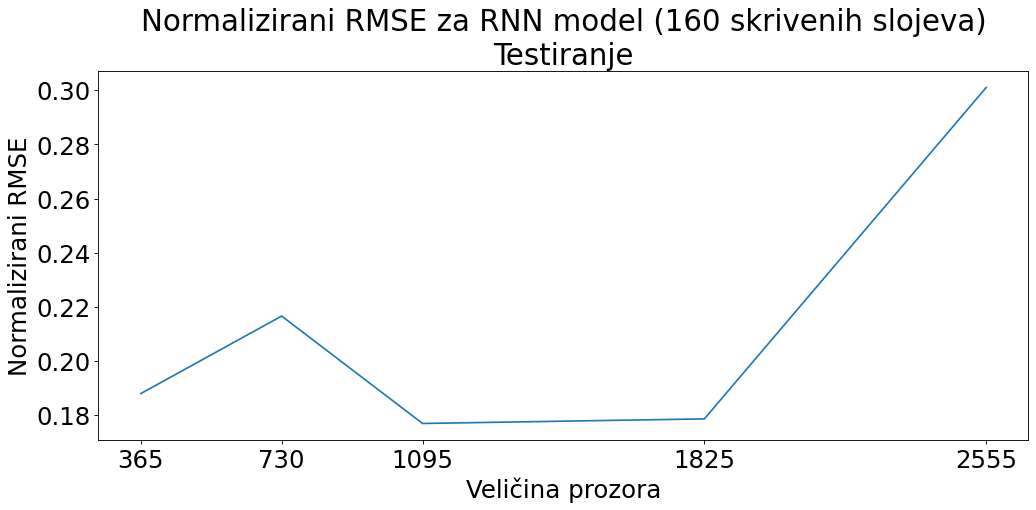 Normalizirani RMSE za RNN model (160 skrivenih slojeva)
Testiranje
Normalizirani RMSE
0.30
0.28
0.26
0.24
0.22
0.20
0.18
365 730 1095 1825 2555
Veličina prozora